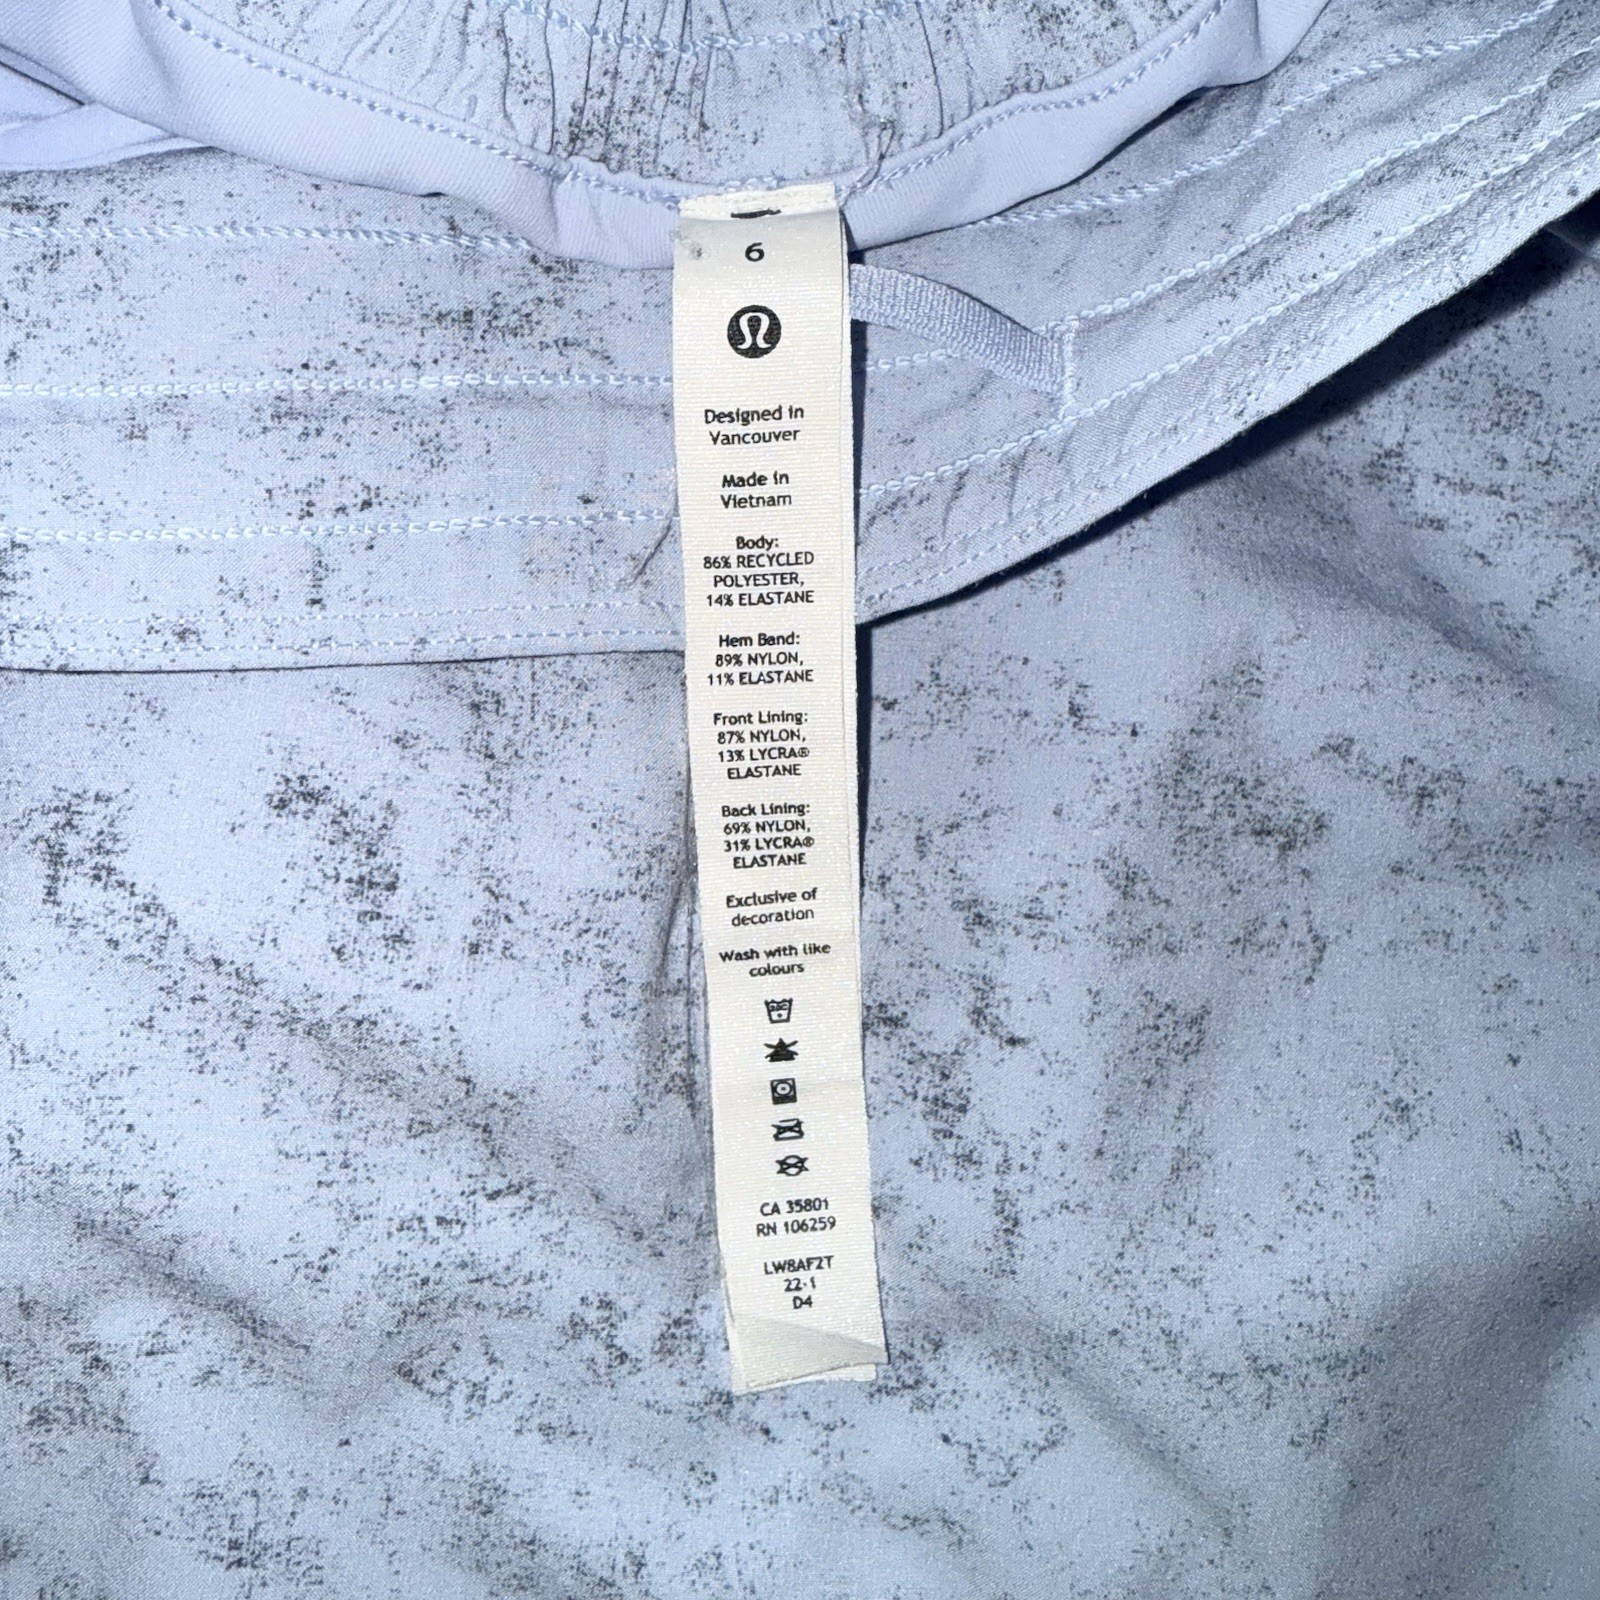 6
Designed in
Vancouver
Made in
Vietnam
Body:
86% RECYCLED
POLYESTER,
14% ELASTANE
Hem Band:
89% NYLON,
11% ELASTANE
Front Lining:
87% NYLON,
13% LYCRA®
ELASTANE
Back Lining:
69% NYLON,
31% LYCRA®
ELASTANE
Exclusive of
decoration
Wash with like
colours
CA 35801
RN 106259
LW8AF2T
22-1
D4